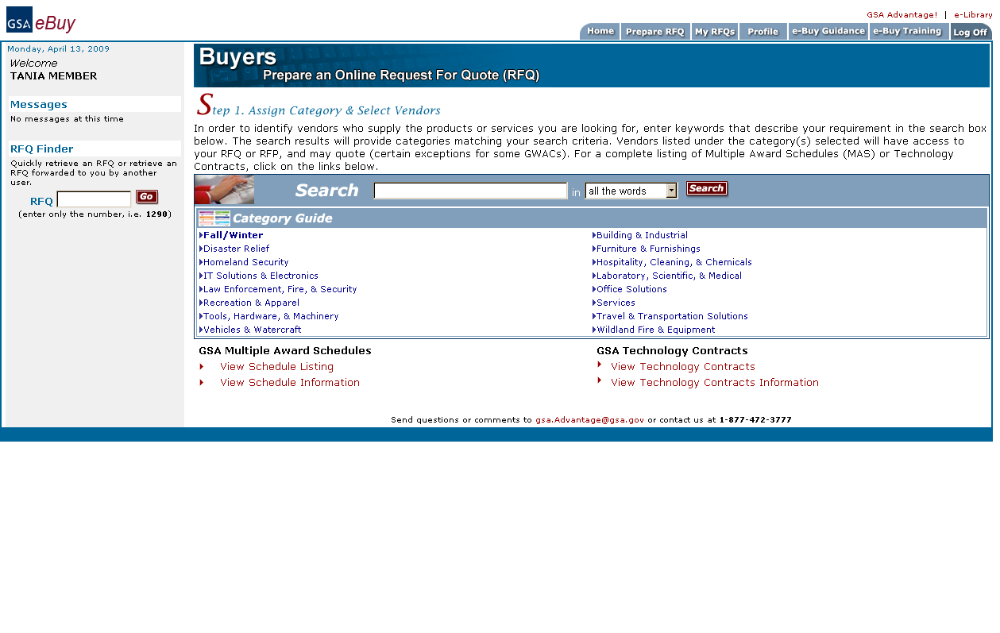 GSA eBuy
GSA Advantage! | e-Library
Home Prepare RFQ My RFQs Profile e-Buy Guidance e-Buy Training Log Off
Monday, April 13, 2009
Welcome
TANIA MEMBER
Messages
No messages at this time
RFQ Finder
Quickly retrieve an RFQ or retrieve an
RFQ forwarded to you by another
user.
RFQ Go
(enter only the number, i.e. 1290)
Buyers
Prepare an Online Request For Quote (RFQ)
Step 1. Assign Category & Select Vendors
In order to identify vendors who supply the products or services you are looking for, enter keywords that describe your requirement in the search box
below. The search results will provide categories matching your search criteria. Vendors listed under the category(s) selected will have access to
your RFQ or RFP, and may quote (certain exceptions for some GWACs). For a complete listing of Multiple Award Schedules (MAS) or Technology
Contracts, click on the links below.
Search in all the words Search
Category Guide
Fall/Winter
Disaster Relief
Homeland Security
IT Solutions & Electronics
Law Enforcement, Fire, & Security
Recreation & Apparel
Tools, Hardware, & Machinery
Vehicles & Watercraft
Building & Industrial
Furniture & Furnishings
Hospitality, Cleaning, & Chemicals
Laboratory, Scientific, & Medical
Office Solutions
Services
Travel & Transportation Solutions
Wildland Fire & Equipment
GSA Multiple Award Schedules
View Schedule Listing
View Schedule Information
GSA Technology Contracts
View Technology Contracts
View Technology Contracts Information
Send questions or comments to gsa.Advantage@gsa.gov or contact us at 1-877-472-3777